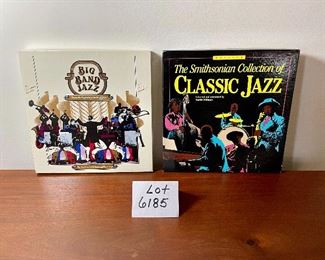 BIG
BAND
JAZZ
The Smithsonian Collection of
CLASSIC JAZZ
Lot
6185